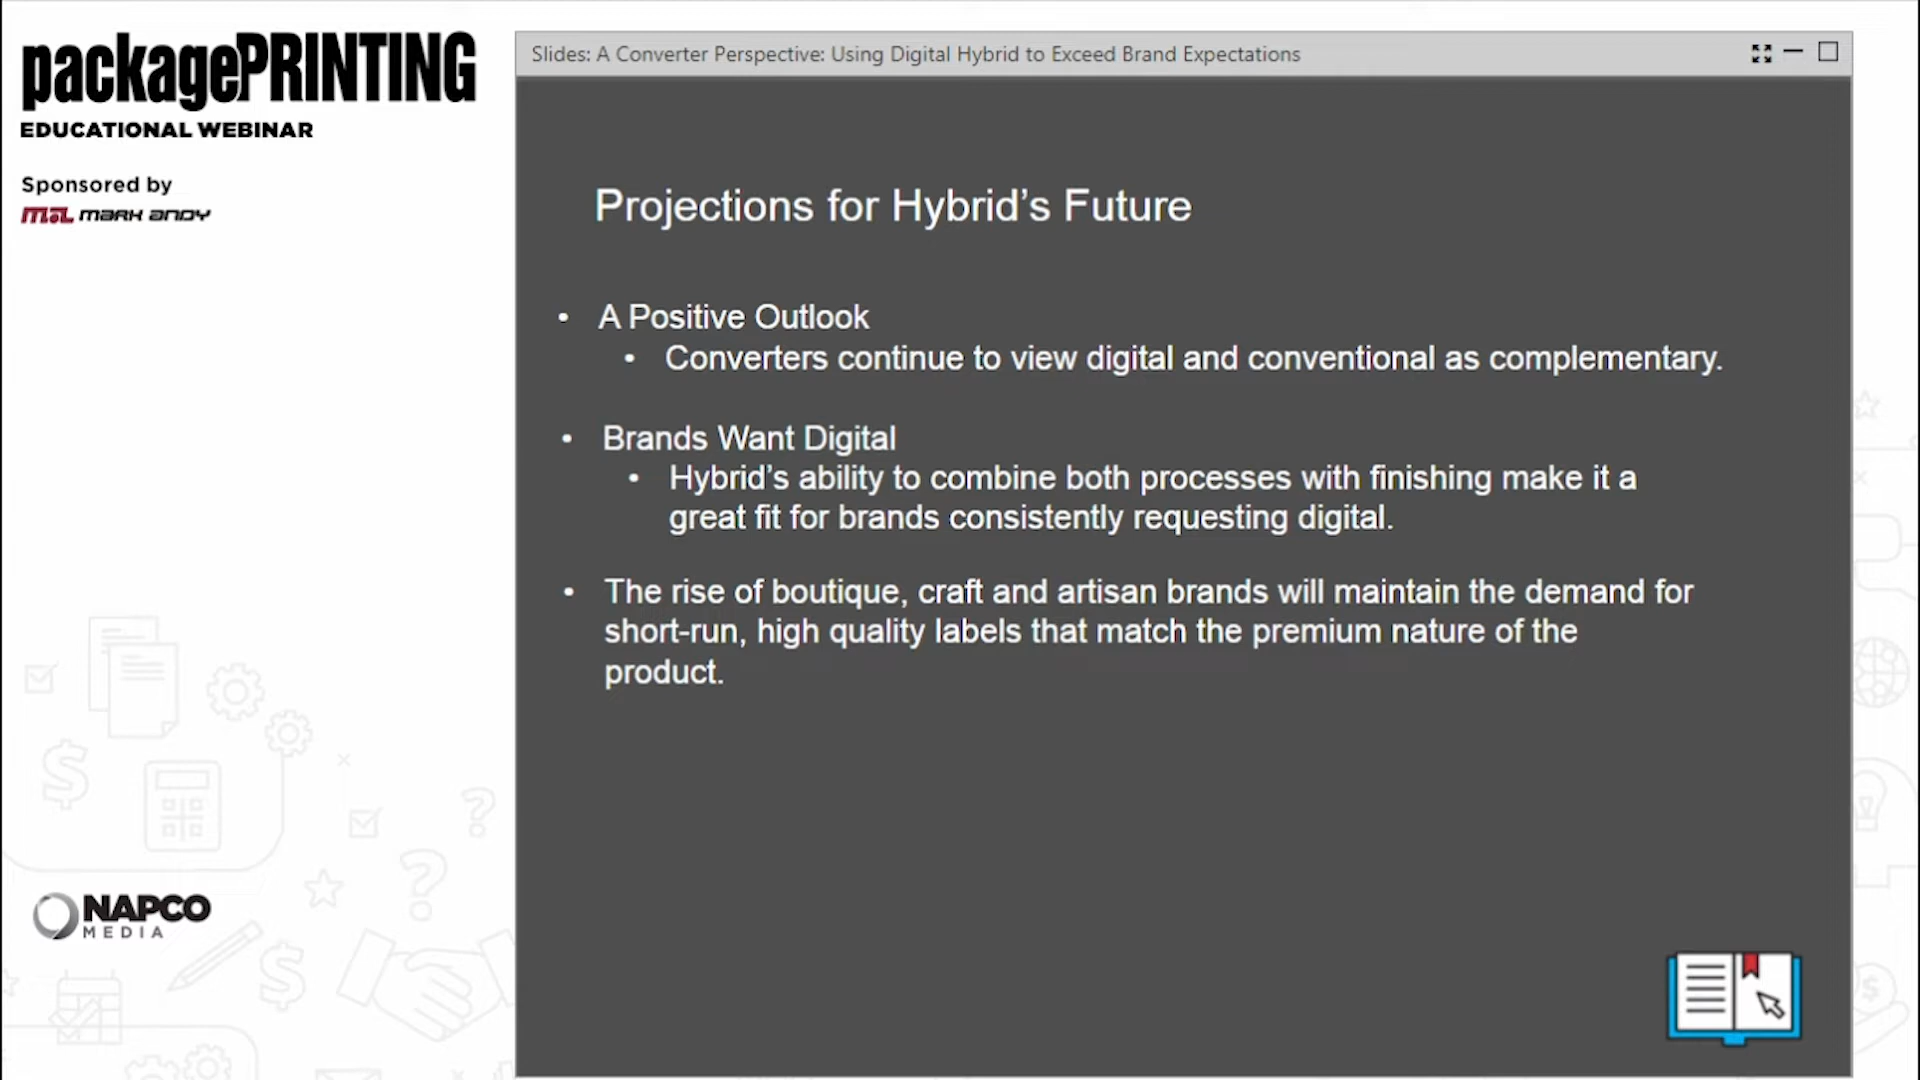 packagePRINTING
EDUCATIONAL WEBINAR
Sponsored by
MA mark andy
NAPCO
MEDIA
Slides: A Converter Perspective: Using Digital Hybrid to Exceed Brand Expectations
Projections for Hybrid’s Future
• A Positive Outlook
• Converters continue to view digital and conventional as complementary.
• Brands Want Digital
• Hybrid’s ability to combine both processes with finishing make it a
great fit for brands consistently requesting digital.
• The rise of boutique, craft and artisan brands will maintain the demand for
short-run, high quality labels that match the premium nature of the
product.